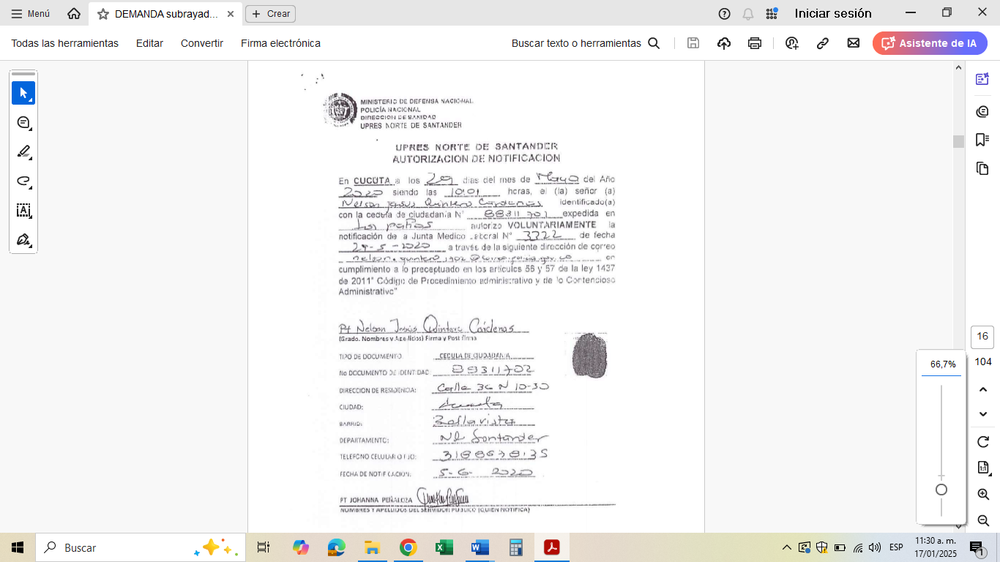 Menú
DEMANDA subrayad...
Crear
Iniciar sesión
Todas las herramientas
Editar
Convertir
Firma electrónica
Buscar texto o herramientas
Asistente de IA
MINISTERIO DE DEFENSA NACIONAL
POLICÍA NACIONAL
DIRECCION DE SANIDAD
UPRES NORTE DE SANTANDER
UPRES NORTE DE SANTANDER
AUTORIZACION DE NOTIFICACION
En CUCUTA a los 29 días del mes de Mayo del Año
2020 siendo las 10:01 horas, el (la) señor (a)
Nelson Jesus Quintero Cardenas identificado(a)
con la cedula de ciudadania N° 88311702 expedida en
Los patios autorizo VOLUNTARIAMENTE la
notificación de a Junta Medico Laboral N° 3722 de fecha
29-5-2020 a través de la siguiente dirección de correo
nelson.quintero1902@correo.policia.gov.co en
cumplimiento a lo preceptuado en los artículos 56 y 57 de la ley 1437
de 2011" Código de Procedimiento administrativo y de lo Contencioso
Administrativo"
Pt Nelson Jesús Quintero Cárdenas
(Grado, Nombres y Apellidos) Firma y Post firma
TIPO DE DOCUMENTO CEDULA DE CIUDADANIA
No DOCUMENTO DE IDENTIDAD: 88311702
DIRECCION DE RESIDENCIA: Calle 36 N 10-30
CIUDAD: Cucuta
BARRIO: Bellavista
DEPARTAMENTO: N de Santander
TELEFONO CELULAR O FIJO:
FECHA DE NOTIFICACION: 5-6-2020
PT JOHANNA PEÑALOZA
NOMBRES Y APELLIDOS DEL SERVIDOR PUBLICO (QUIEN NOTIFICA)
16
104
66,7%
Buscar
ESP
11:30 a. m.
17/01/2025
1